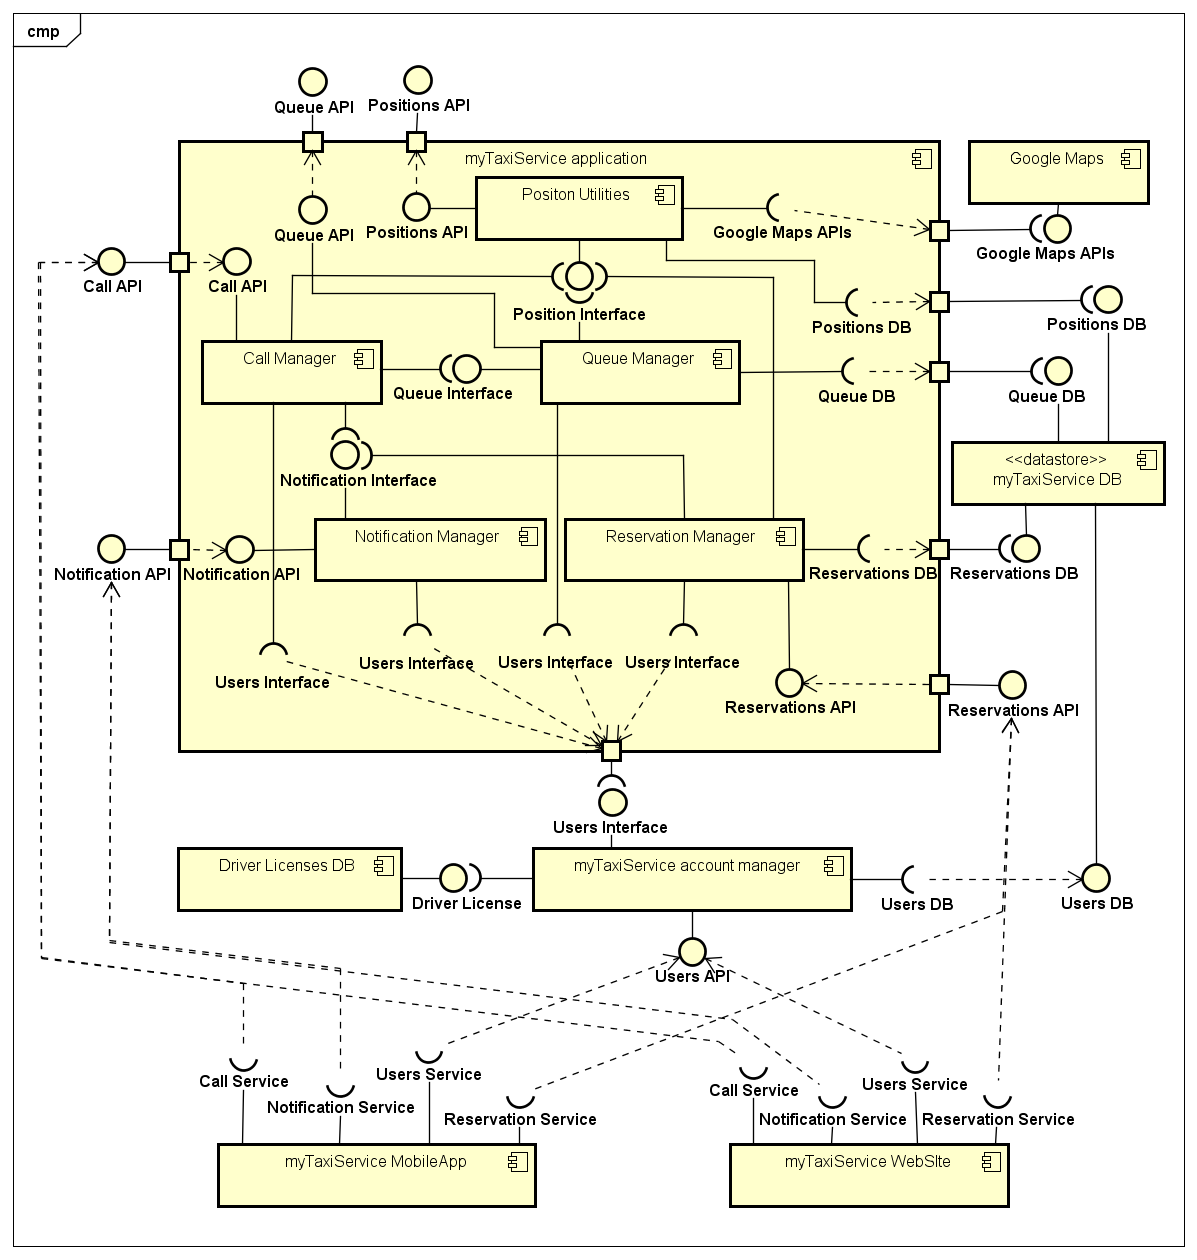 cmp
Queue API
Positions API
myTaxiService application
Google Maps
Positon Utilities
Queue API
Positions API
Google Maps APIs
Google Maps APIs
Call API
Call API
Position Interface
Positions DB
Positions DB
Call Manager
Queue Manager
Queue Interface
Queue DB
Queue DB
<<datastore>>
myTaxiService DB
Notification Interface
Notification Manager
Reservation Manager
Notification API
Notification API
Reservations DB
Reservations DB
Users Interface
Users Interface
Users Interface
Users Interface
Reservations API
Reservations API
Users Interface
Driver Licenses DB
myTaxiService account manager
Driver License
Users DB
Users DB
Users API
Call Service
Users Service
Notification Service
Reservation Service
Call Service
Users Service
Notification Service
Reservation Service
myTaxiService MobileApp
myTaxiService WebSIte